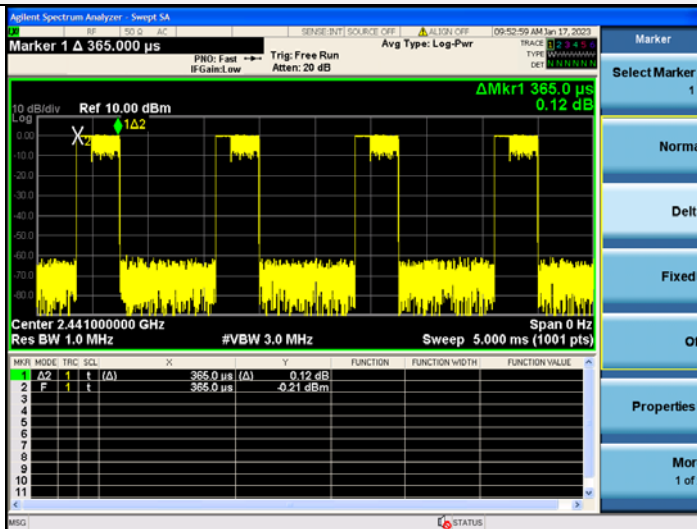 Agilent Spectrum Analyzer - Swept SA
RF 50 Ω AC SENSE:INT SOURCE OFF ALIGN OFF 09:52:59 AM Jan 17, 2023
Marker 1 Δ 365.000 µs
PNO: Fast
IFGain:Low
Trig: Free Run
Atten: 20 dB
Avg Type: Log-Pwr
TRACE 1 2 3 4 5 6
TYPE
DET N N N N N N
ΔMkr1 365.0 µs
0.12 dB
10 dB/div Ref 10.00 dBm
Log
0.00
-10.0
-20.0
-30.0
-40.0
-50.0
-60.0
-70.0
-80.0
X2
1Δ2
Center 2.441000000 GHz Span 0 Hz
Res BW 1.0 MHz #VBW 3.0 MHz Sweep 5.000 ms (1001 pts)
MKR MODE TRC SCL X Y FUNCTION FUNCTION WIDTH FUNCTION VALUE
1 Δ2 1 t (Δ) 365.0 µs (Δ) 0.12 dB
2 F 1 t 365.0 µs -0.21 dBm
3
4
5
6
7
8
9
10
11
MSG STATUS
Marker
Select Marker
1
Norma
Delt
Fixed
Of
Properties
Mor
1 of